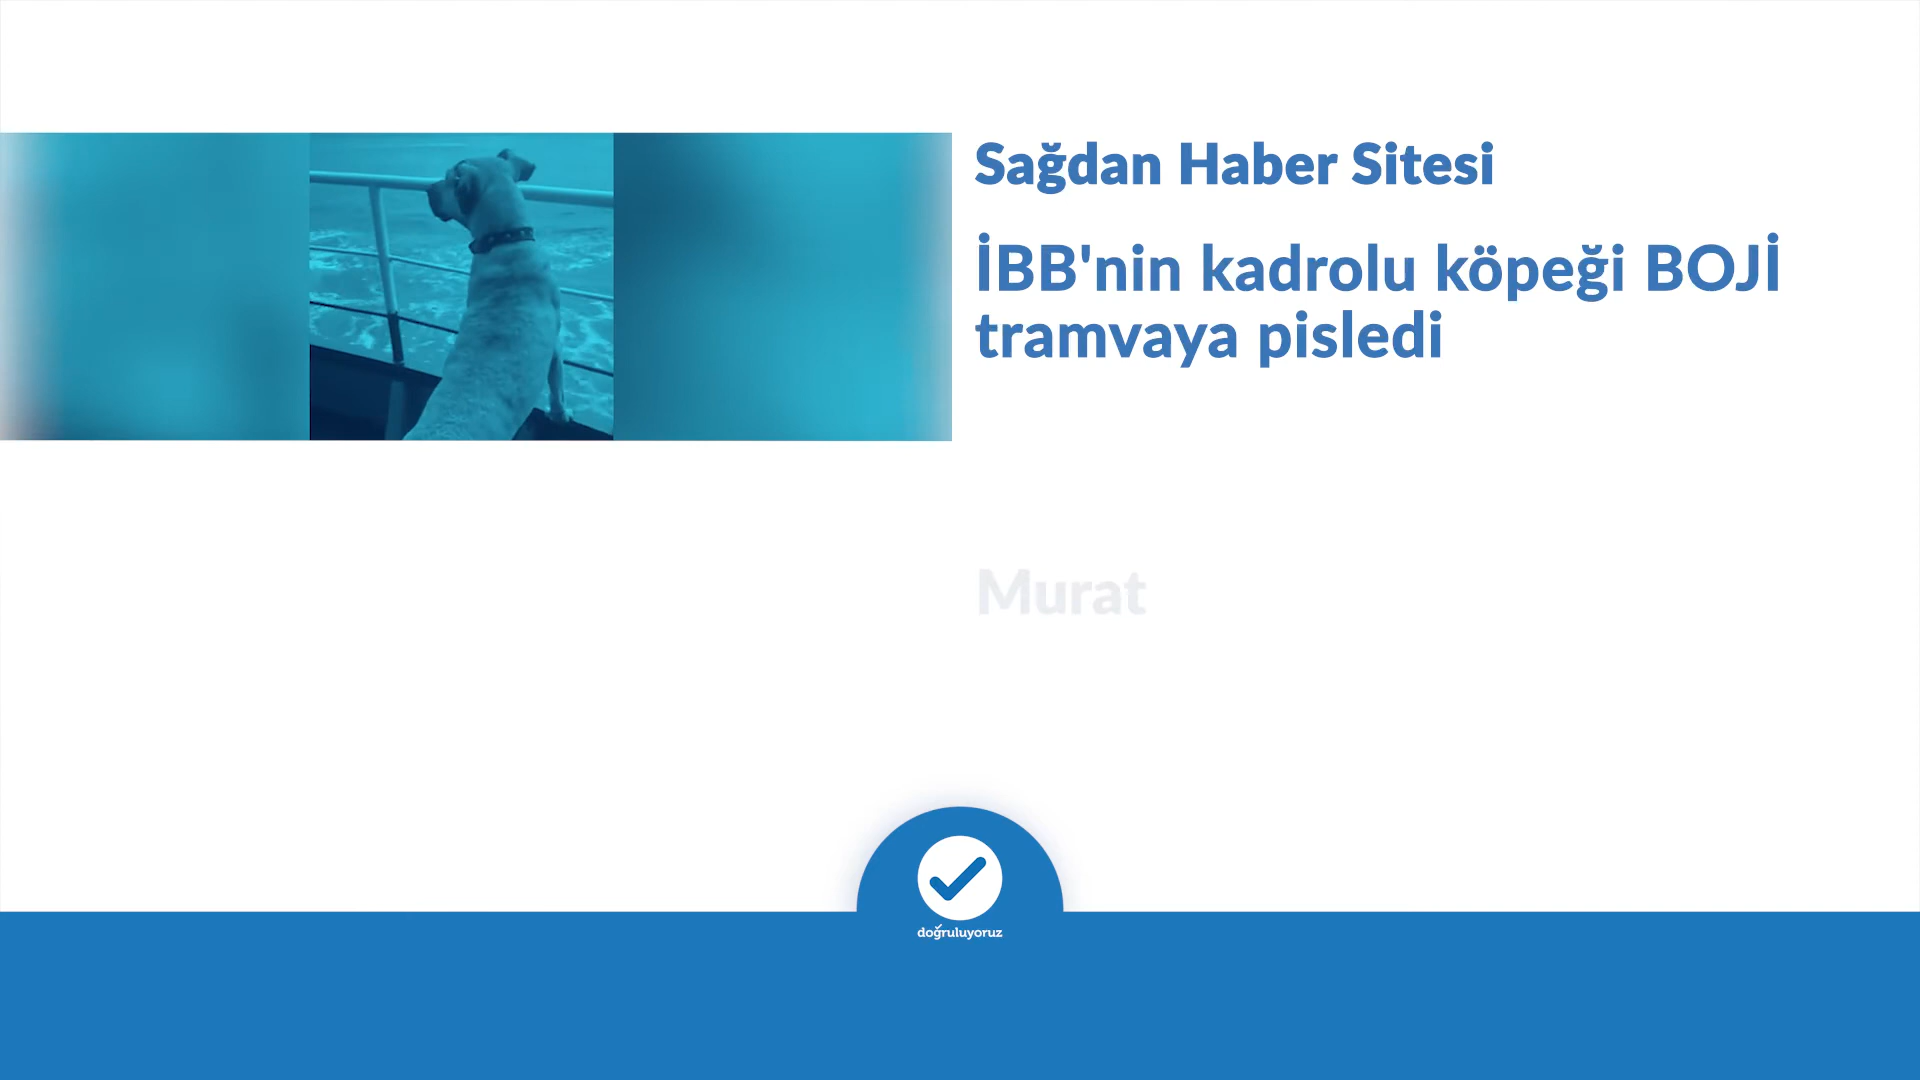 Sağdan Haber Sitesi
İBB'nin kadrolu köpeği BOJİ
tramvaya pisledi
Murat
doğruluyoruz